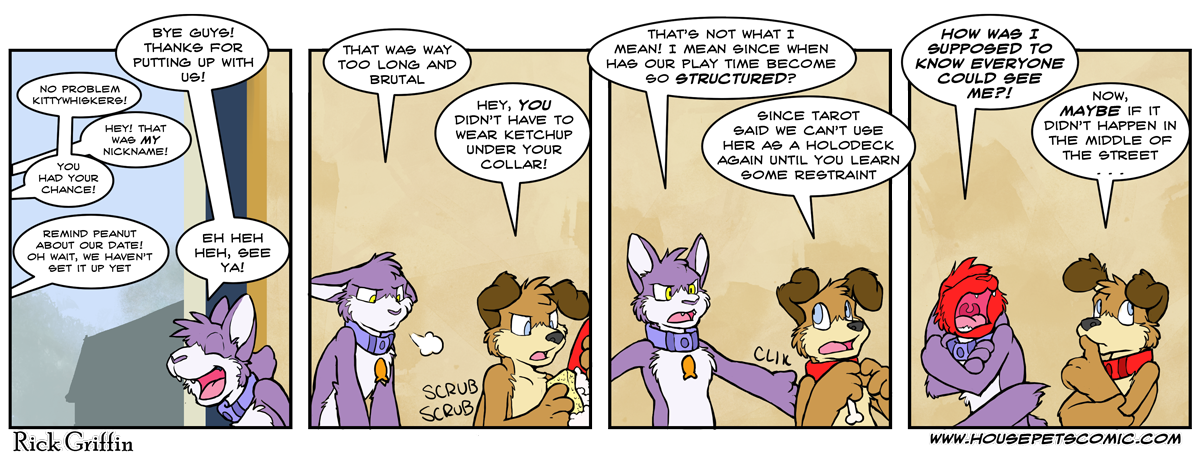 BYE GUYS!
THANKS FOR
PUTTING UP WITH
US!
NO PROBLEM
KITTYWHISKERS!
HEY! THAT
WAS MY
NICKNAME!
YOU
HAD YOUR
CHANCE!
REMIND PEANUT
ABOUT OUR DATE!
OH WAIT, WE HAVEN'T
SET IT UP YET
EH HEH
HEH, SEE
YA!
THAT WAS WAY
TOO LONG AND
BRUTAL
HEY, YOU
DIDN'T HAVE TO
WEAR KETCHUP
UNDER YOUR
COLLAR!
SCRUB
SCRUB
THAT'S NOT WHAT I
MEAN! I MEAN SINCE WHEN
HAS OUR PLAY TIME BECOME
SO STRUCTURED?
SINCE TAROT
SAID WE CAN'T USE
HER AS A HOLODECK
AGAIN UNTIL YOU LEARN
SOME RESTRAINT
CLIK
HOW WAS I
SUPPOSED TO
KNOW EVERYONE
COULD SEE
ME?!
NOW,
MAYBE IF IT
DIDN'T HAPPEN IN
THE MIDDLE OF
THE STREET
. . .
Rick Griffin
WWW.HOUSEPETSCOMIC.COM